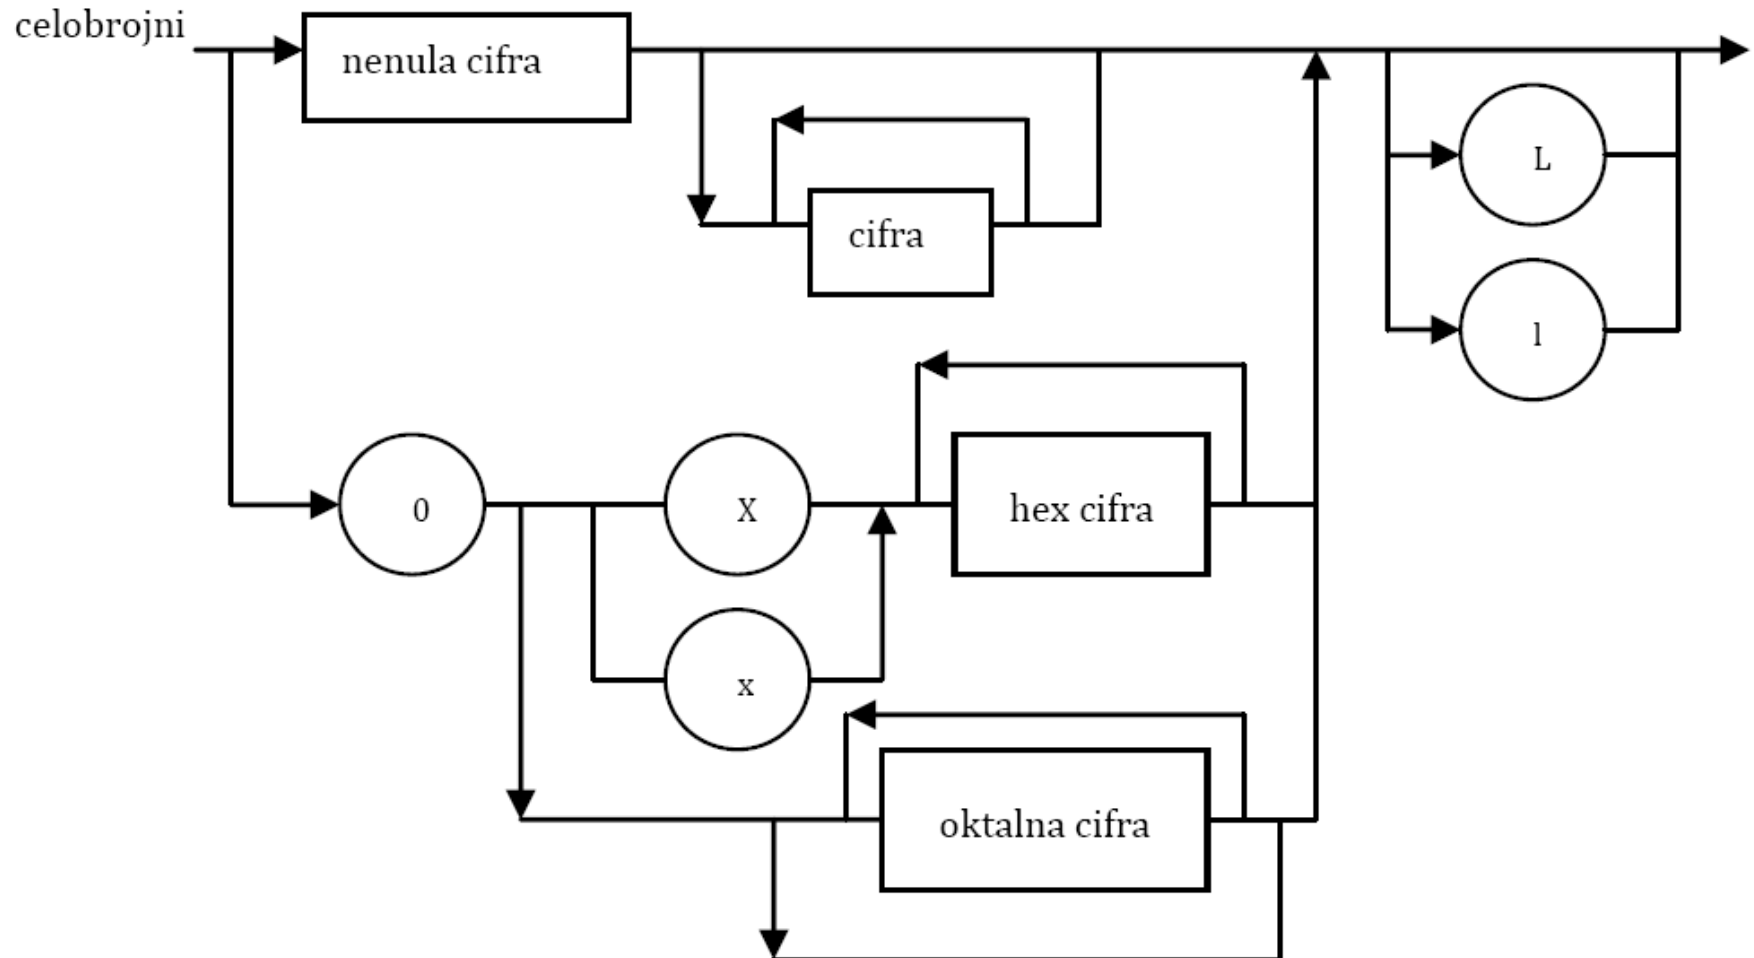 celobrojni
nenula cifra
cifra
L
l
0
X
hex cifra
x
oktalna cifra